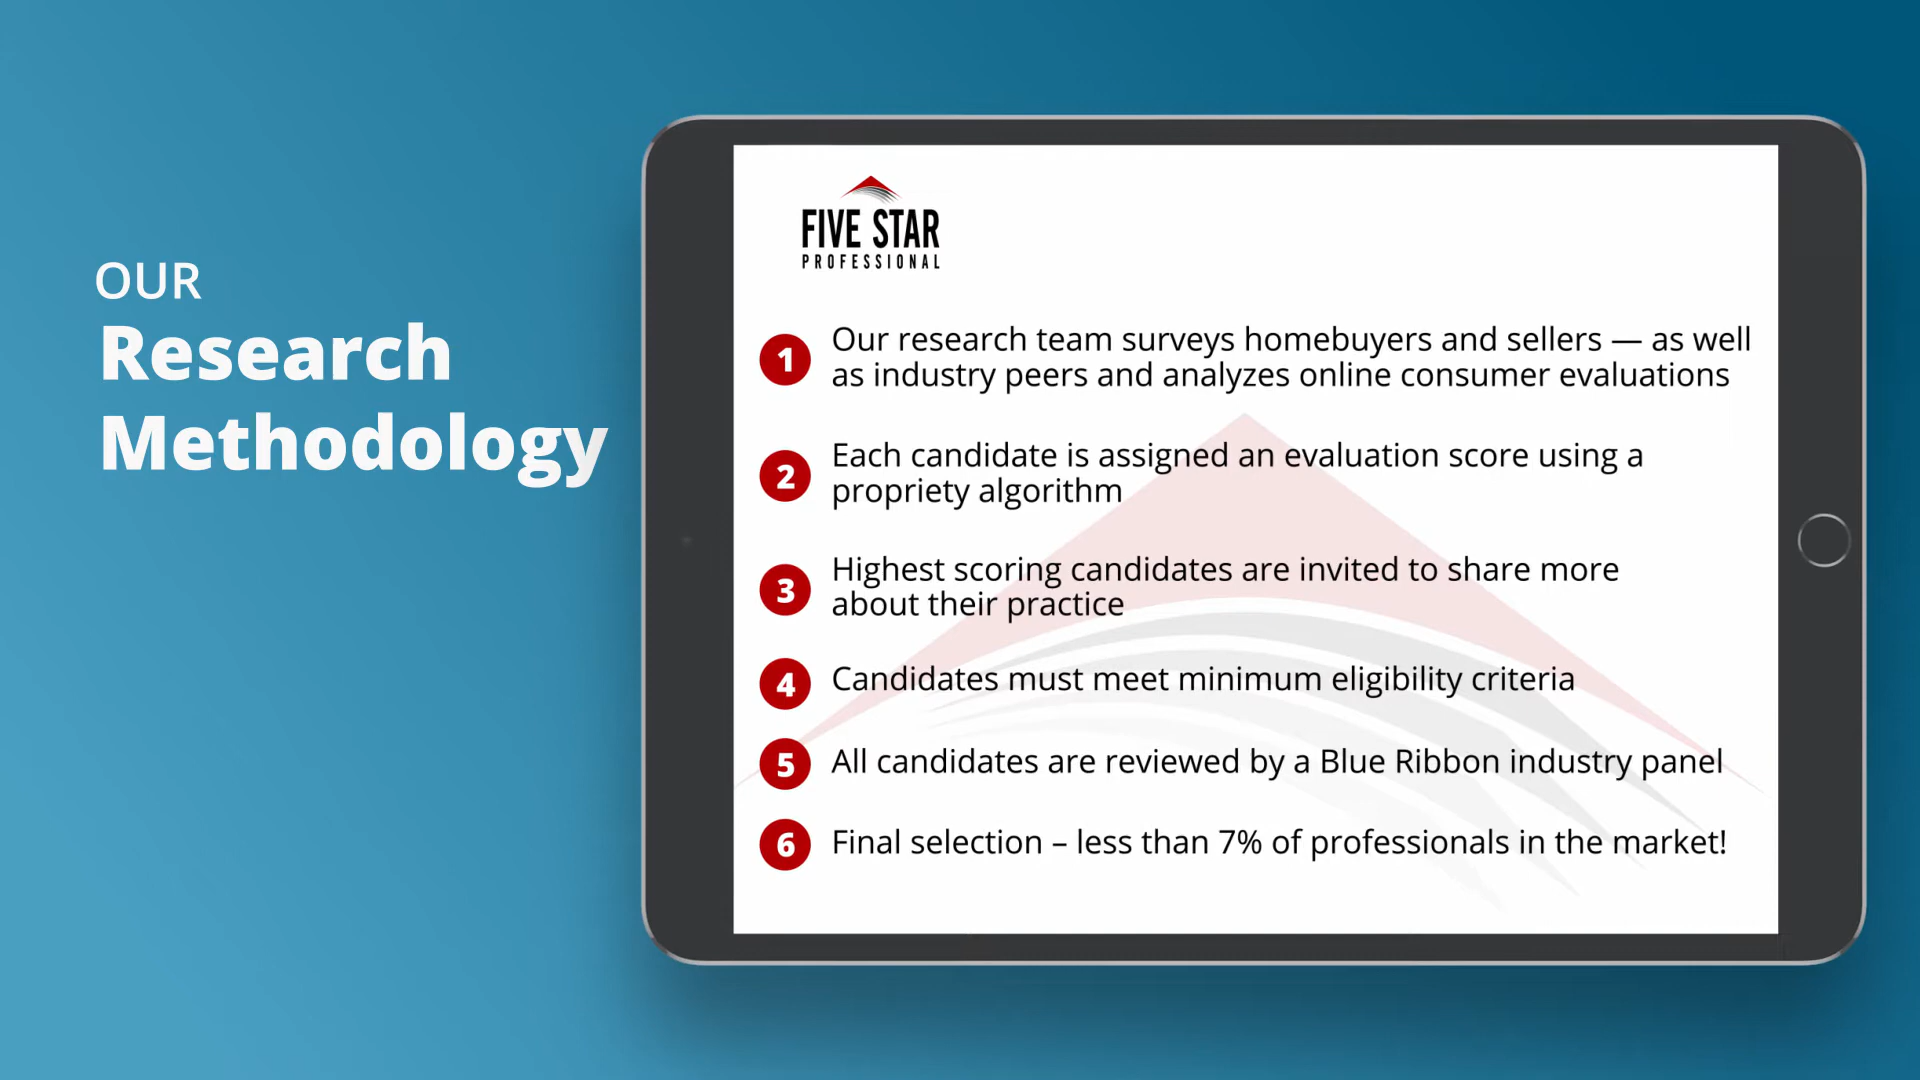 OUR
Research
Methodology
FIVE STAR
PROFESSIONAL
1 Our research team surveys homebuyers and sellers — as well
as industry peers and analyzes online consumer evaluations
2 Each candidate is assigned an evaluation score using a
propriety algorithm
3 Highest scoring candidates are invited to share more
about their practice
4 Candidates must meet minimum eligibility criteria
5 All candidates are reviewed by a Blue Ribbon industry panel
6 Final selection – less than 7% of professionals in the market!